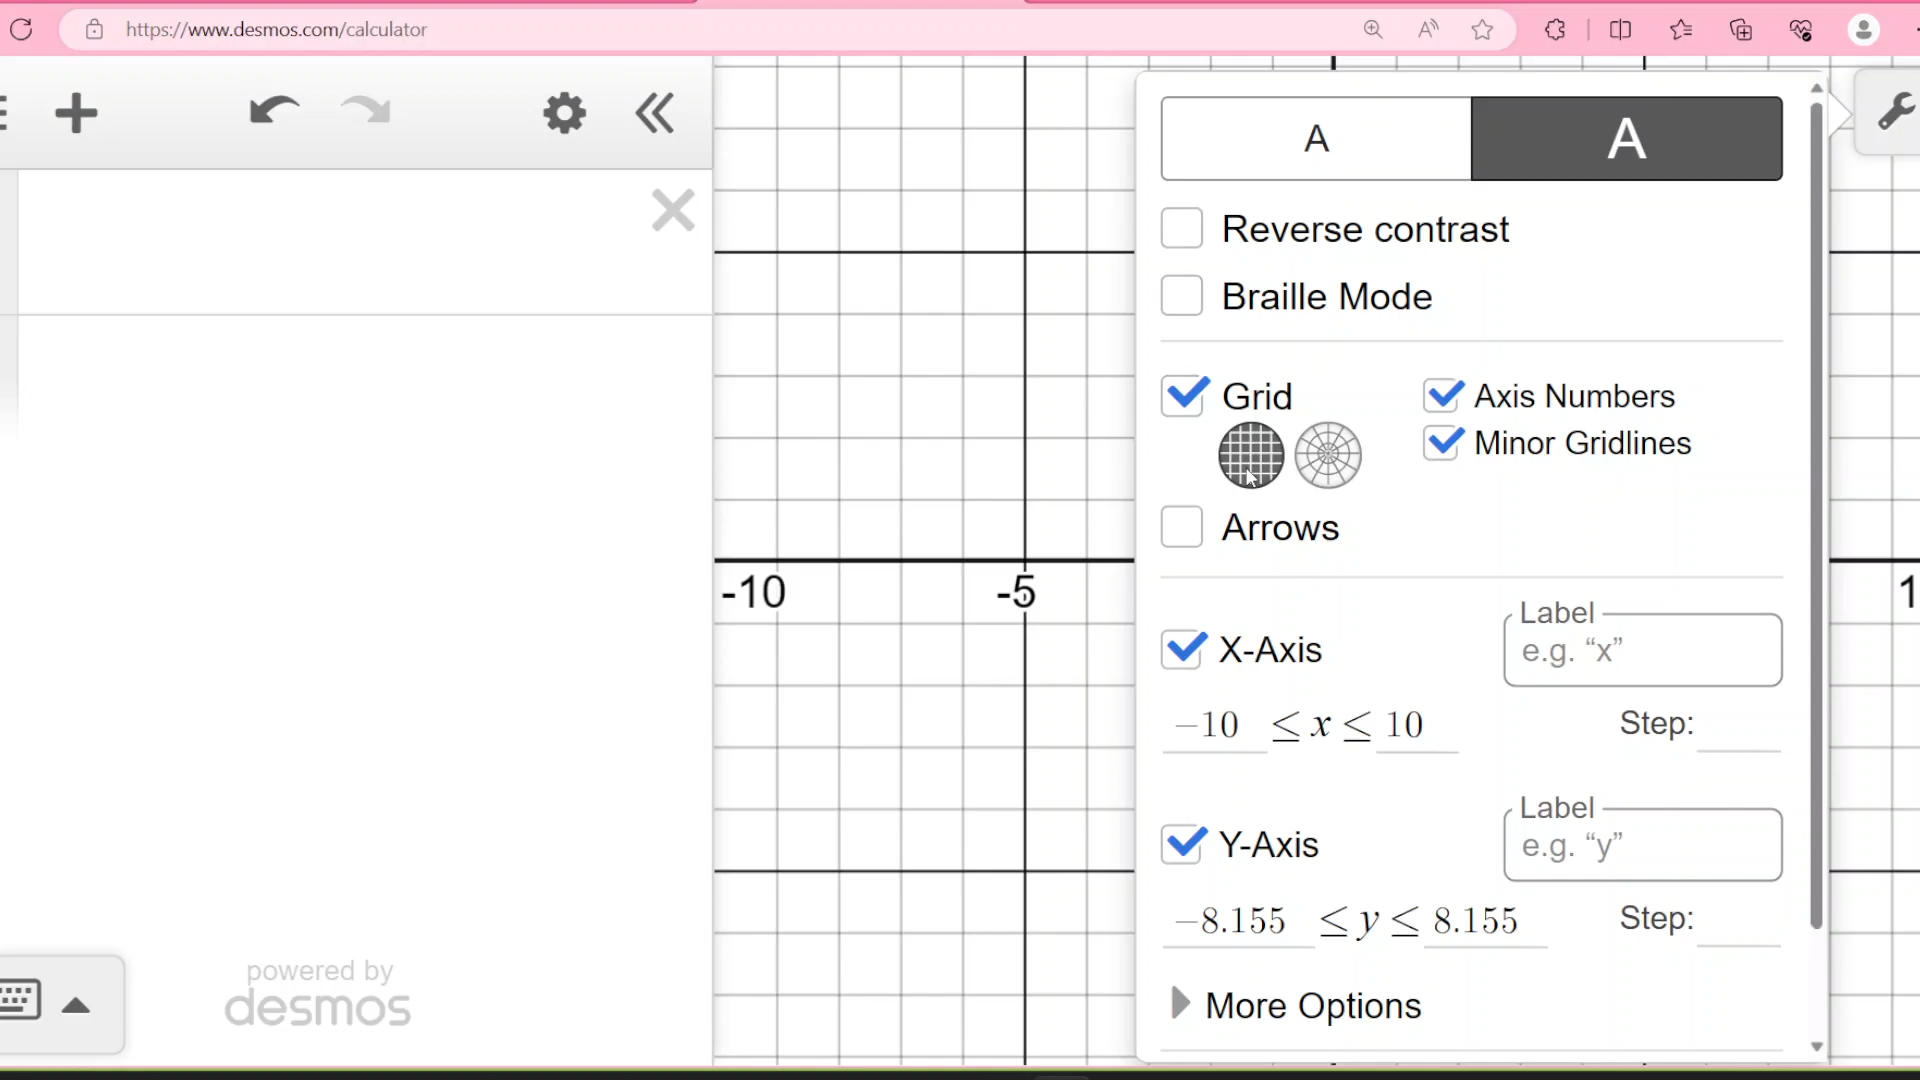 https://www.desmos.com/calculator
A A
Reverse contrast
Braille Mode
Grid
Axis Numbers
Minor Gridlines
Arrows
-10 -5 1
X-Axis
Label
e.g. “x”
−10 ≤ x ≤ 10
Step:
Y-Axis
Label
e.g. “y”
−8.155 ≤ y ≤ 8.155
Step:
More Options
powered by
desmos